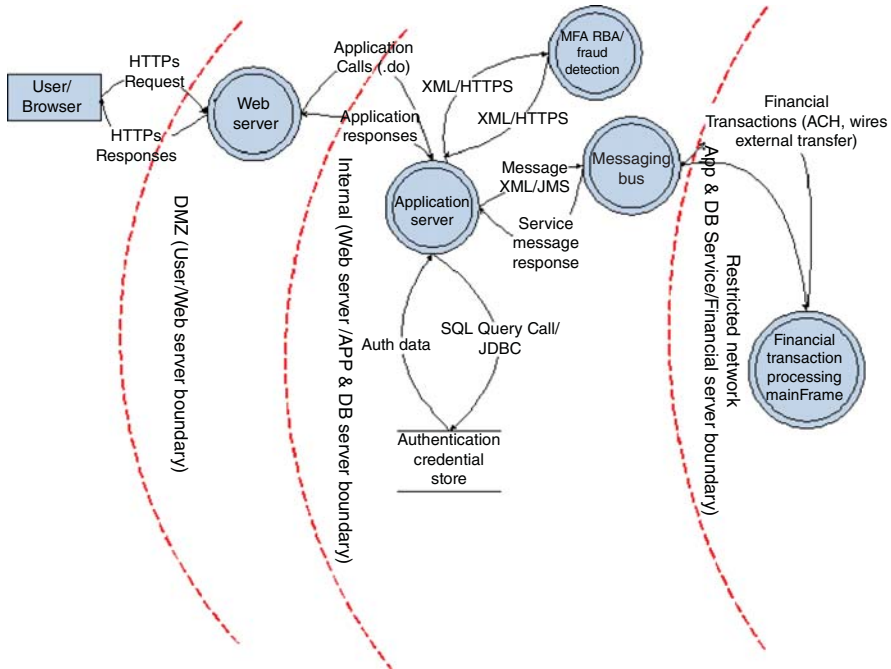 User/
Browser
HTTPs
Request
HTTPs
Responses
Web
server
DMZ (User/Web server boundary)
Application
Calls (.do)
Application
responses
Internal (Web server /APP & DB server boundary)
MFA RBA/
fraud
detection
XML/HTTPS
XML/HTTPS
Application
server
Message
XML/JMS
Service
message
response
Messaging
bus
Auth data
SQL Query Call/
JDBC
Authentication
credential
store
Financial
Transactions (ACH, wires
external transfer)
Restricted network
App & DB Service/Financial server boundary)
Financial
transaction
processing
mainFrame